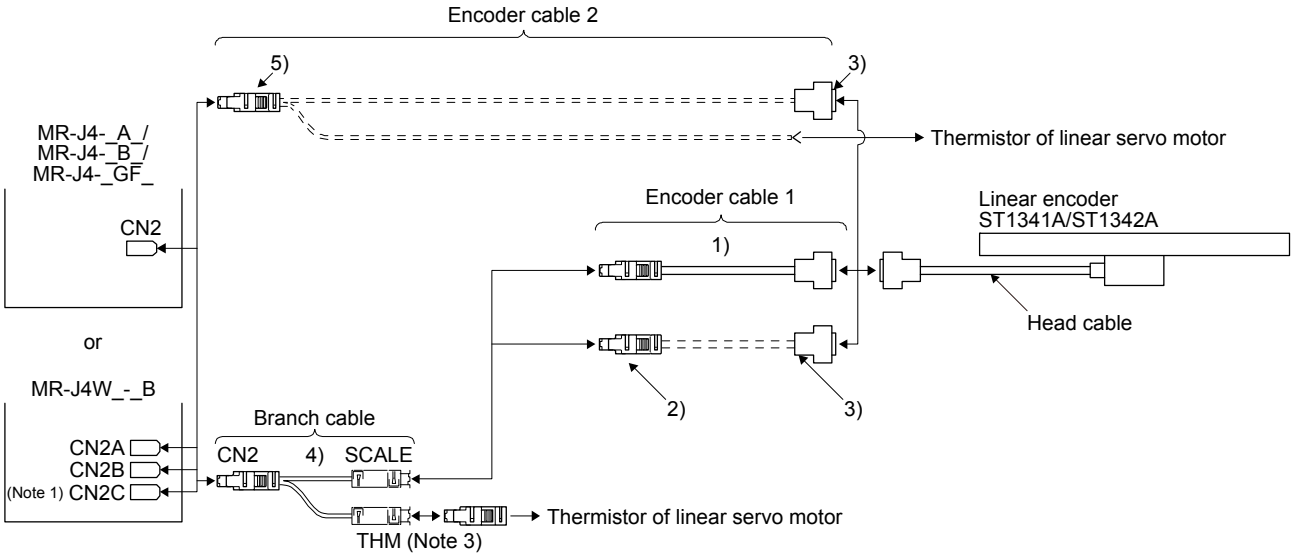 Encoder cable 2
5)
3)
MR-J4-_A_/
MR-J4-_B_/
MR-J4-_GF_
Thermistor of linear servo motor
CN2
Encoder cable 1
1)
Linear encoder
ST1341A/ST1342A
Head cable
or
2)
3)
MR-J4W_-_B
Branch cable
CN2 4) SCALE
CN2A
CN2B
(Note 1) CN2C
Thermistor of linear servo motor
THM (Note 3)